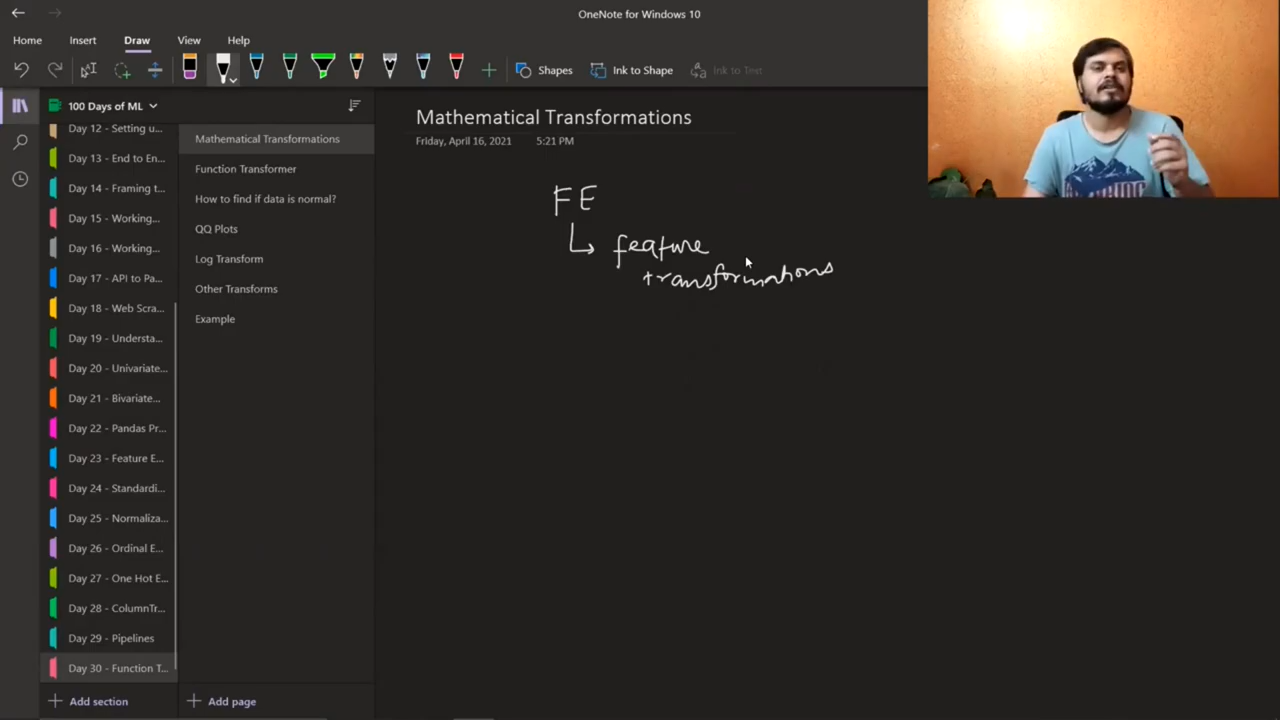 OneNote for Windows 10
Home Insert Draw View Help
Shapes Ink to Shape Ink to Text
100 Days of ML
Day 12 - Setting u...
Day 13 - End to En...
Day 14 - Framing t...
Day 15 - Working...
Day 16 - Working...
Day 17 - API to Pa...
Day 18 - Web Scra...
Day 19 - Understa...
Day 20 - Univariate...
Day 21 - Bivariate...
Day 22 - Pandas Pr...
Day 23 - Feature E...
Day 24 - Standardi...
Day 25 - Normaliza...
Day 26 - Ordinal E...
Day 27 - One Hot E...
Day 28 - ColumnTr...
Day 29 - Pipelines
Day 30 - Function T...
Add section
Mathematical Transformations
Function Transformer
How to find if data is normal?
QQ Plots
Log Transform
Other Transforms
Example
Add page
Mathematical Transformations
Friday, April 16, 2021 5:21 PM
FE
feature
transformations